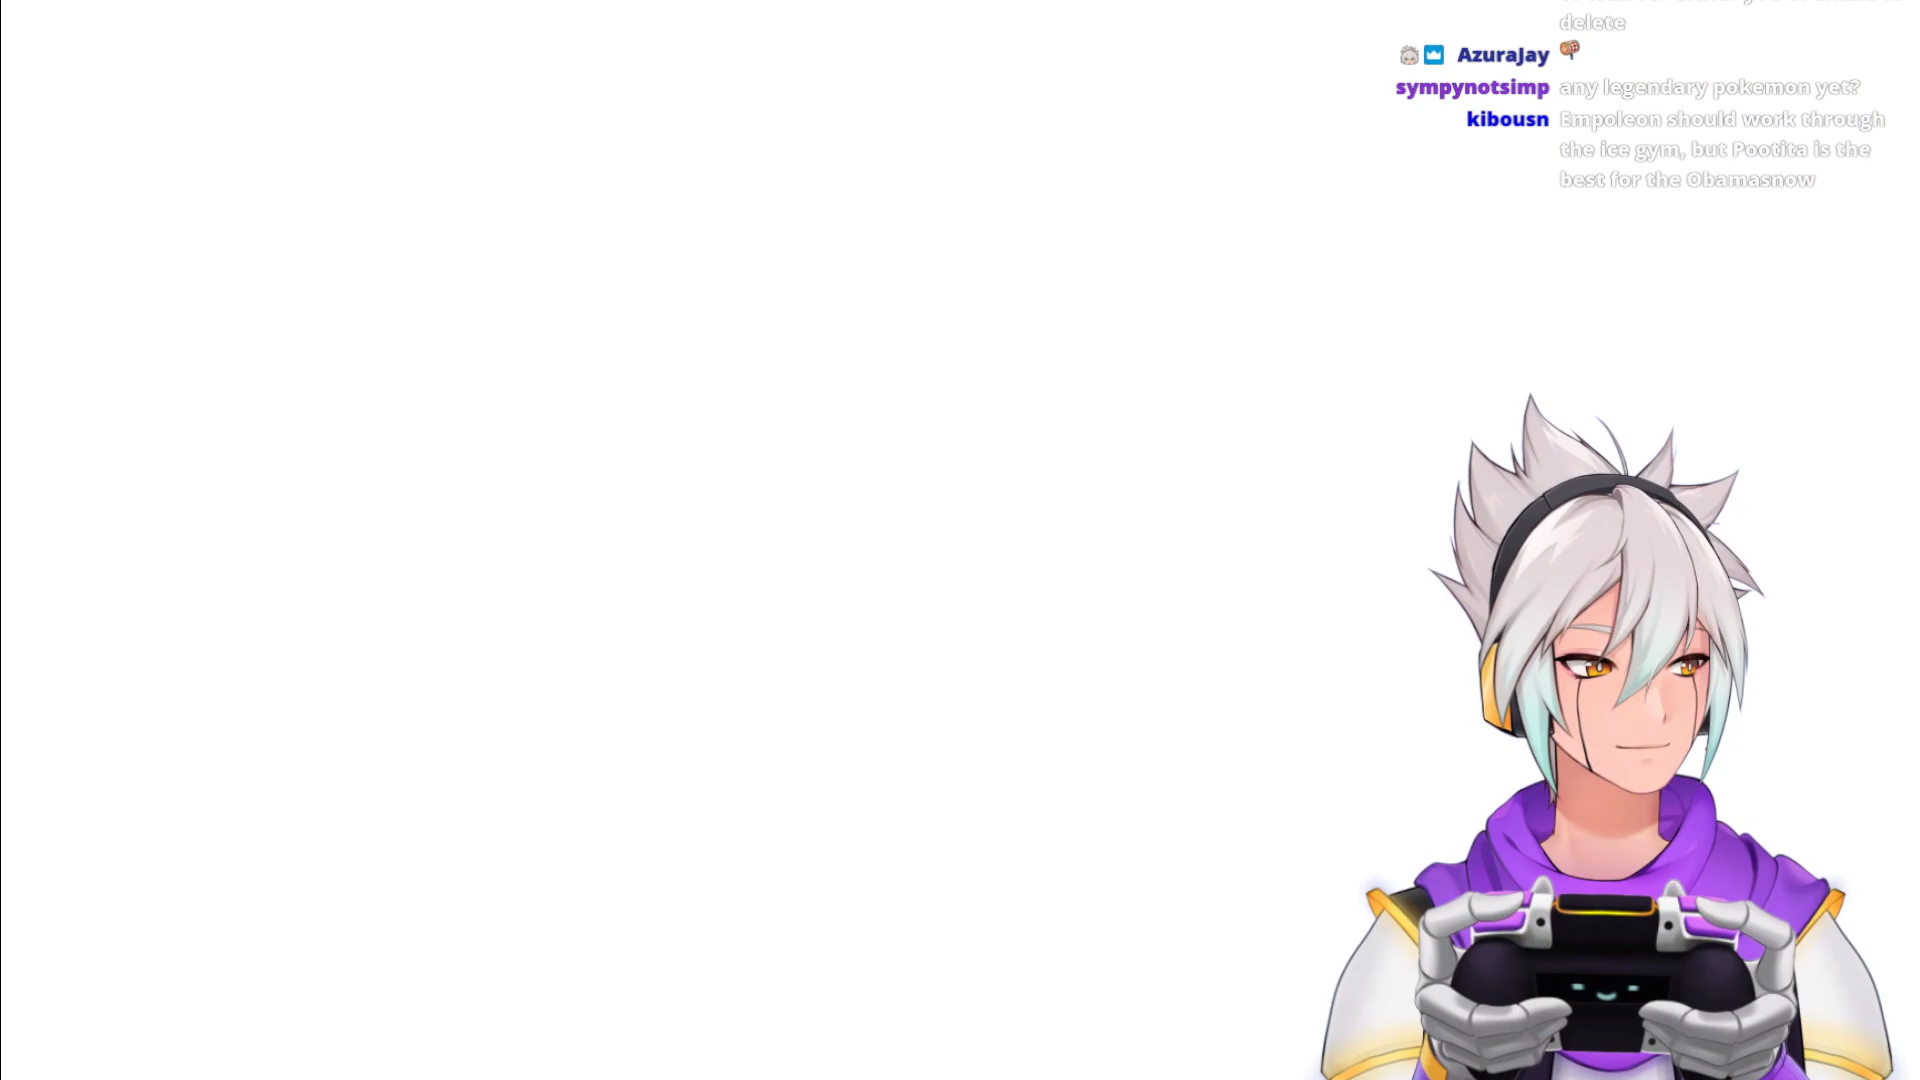 delete
AzuraJay
sympynotsimp any legendary pokemon yet?
kibousn Empoleon should work through
the ice gym, but Pootita is the
best for the Obamasnow